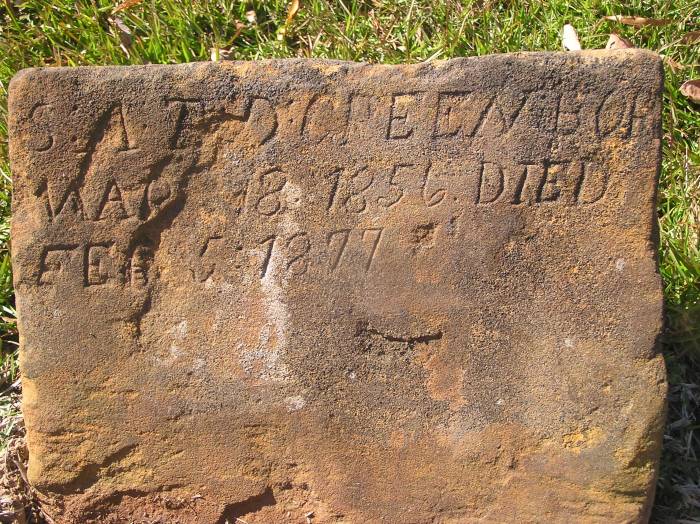 S. A. T. D. GREEN BOR
MAR 18. 1856. DIED
FEB 5 1877